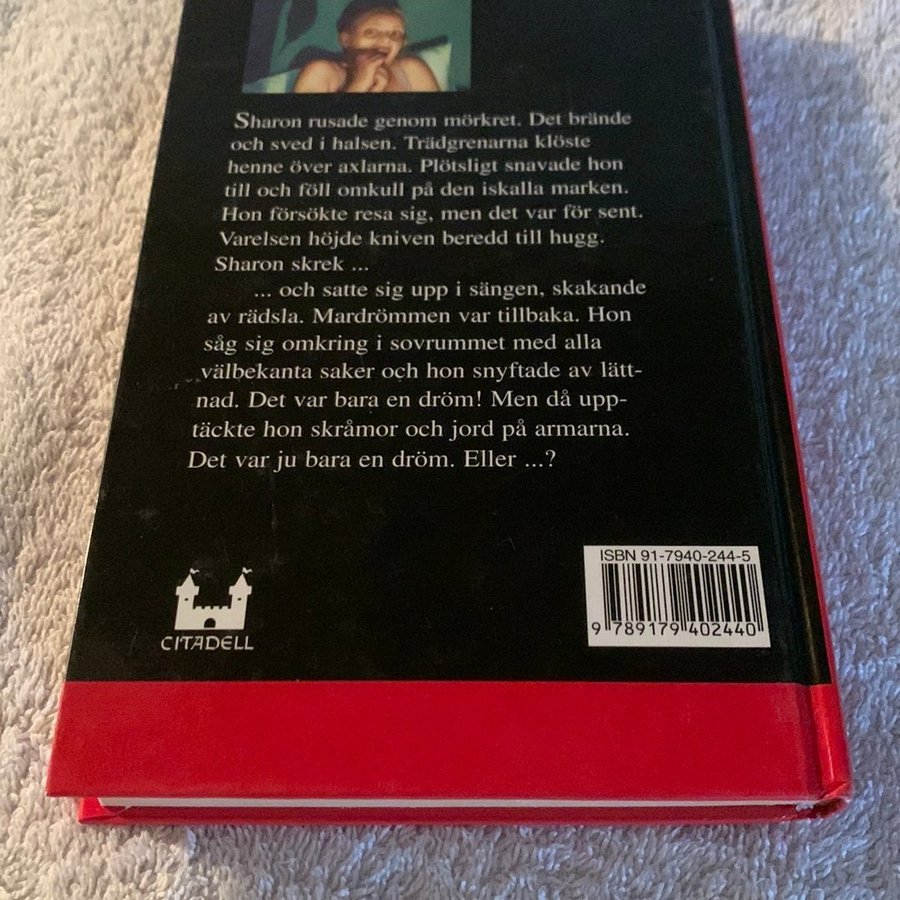 Sharon rusade genom mörkret. Det brände
och sved i halsen. Trädgrenarna klöste
henne över axlarna. Plötsligt snavade hon
till och föll omkull på den iskalla marken.
Hon försökte resa sig, men det var för sent.
Varelsen höjde kniven beredd till hugg.
Sharon skrek ...
... och satte sig upp i sängen, skakande
av rädsla. Mardrömmen var tillbaka. Hon
såg sig omkring i sovrummet med alla
välbekanta saker och hon snyftade av lätt-
nad. Det var bara en dröm! Men då upp-
täckte hon skråmor och jord på armarna.
Det var ju bara en dröm. Eller ...?
ISBN 91-7940-244-5
9 789179 402440
CITADELL